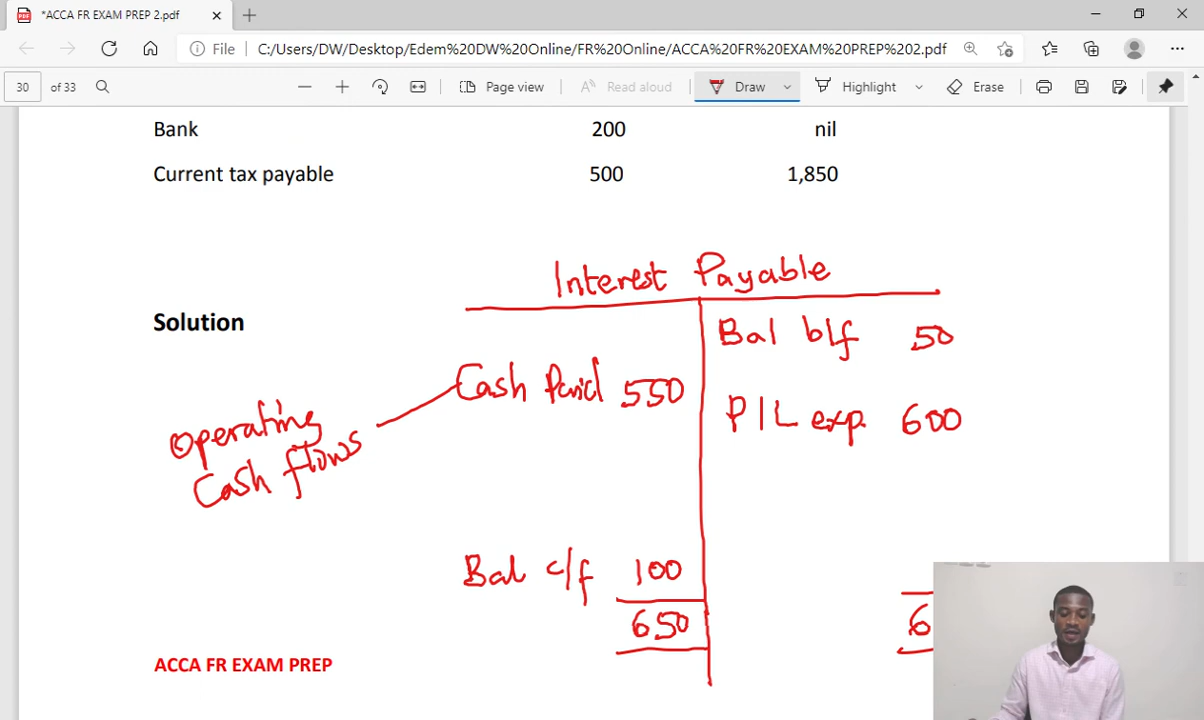 *ACCA FR EXAM PREP 2.pdf
File C:/Users/DW/Desktop/Edem%20DW%20Online/FR%20Online/ACCA%20FR%20EXAM%20PREP%202.pdf
30 of 33 Page view Read aloud Draw Highlight Erase
Bank 200 nil
Current tax payable 500 1,850
Interest Payable
Solution
Bal b/f 50
Cash Paid 550
P/L exp. 600
Operating
Cash flows
Bal c/f 100
650 6
ACCA FR EXAM PREP